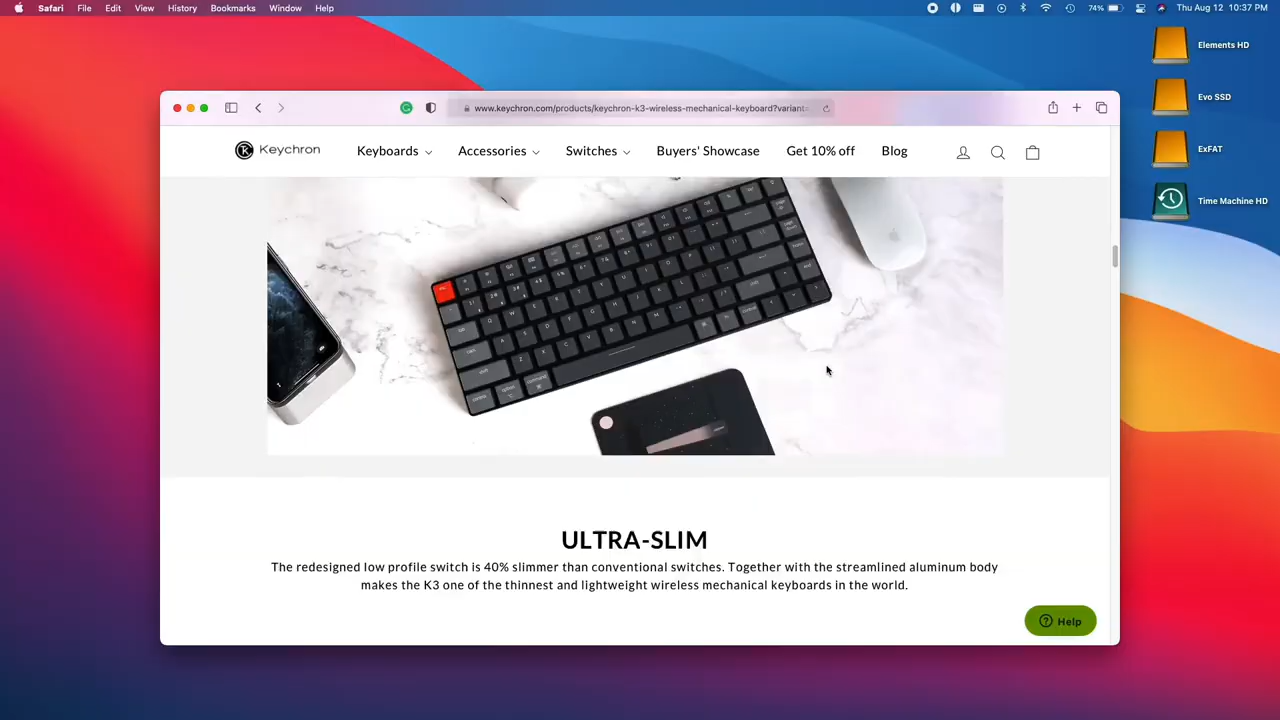 Safari File Edit View History Bookmarks Window Help 74% Thu Aug 12 10:37 PM
Elements HD
Evo SSD
ExFAT
Time Machine HD
www.keychron.com/products/keychron-k3-wireless-mechanical-keyboard?variant=
Keychron Keyboards Accessories Switches Buyers' Showcase Get 10% off Blog
ULTRA-SLIM
The redesigned low profile switch is 40% slimmer than conventional switches. Together with the streamlined aluminum body
makes the K3 one of the thinnest and lightweight wireless mechanical keyboards in the world.
Help